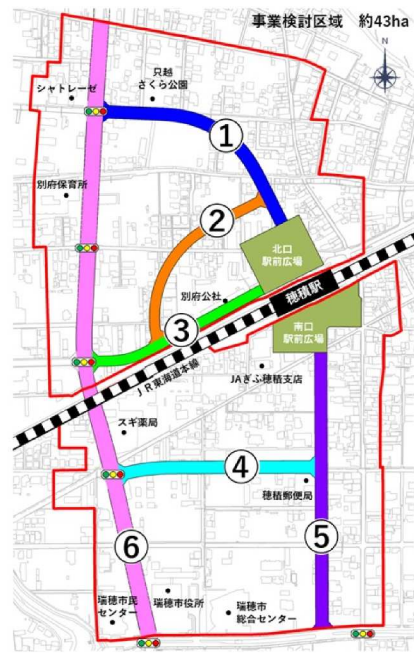 事業検討区域　約43ha
N
只越
さくら公園
シャトレーゼ
①
別府保育所
②
北口
駅前広場
別府公社
穂積駅
③
南口
駅前広場
JR東海道本線
JAぎふ穂積支店
スギ薬局
④
穂積郵便局
⑤
⑥
瑞穂市民
センター
瑞穂市役所
瑞穂市
総合センター